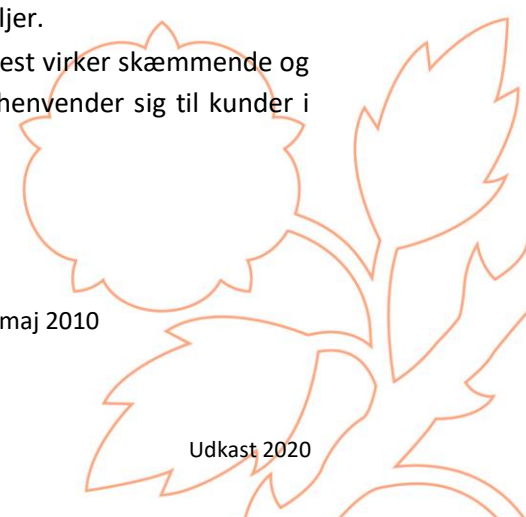 ljer.
est virker skæmmende og
henvender sig til kunder i
maj 2010
Udkast 2020